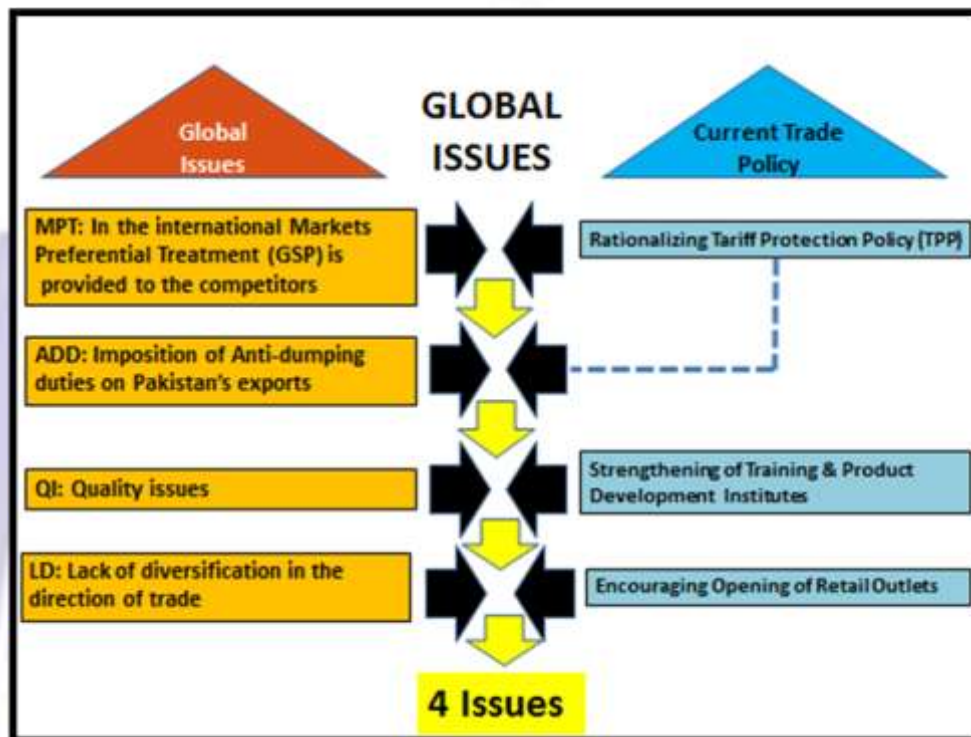 Global
Issues
GLOBAL
ISSUES
Current Trade
Policy
MPT: In the international Markets
Preferential Treatment (GSP) is
provided to the competitors
Rationalizing Tariff Protection Policy (TPP)
ADD: Imposition of Anti-dumping
duties on Pakistan's exports
QI: Quality issues
Strengthening of Training & Product
Development Institutes
LD: Lack of diversification in the
direction of trade
Encouraging Opening of Retail Outlets
4 Issues